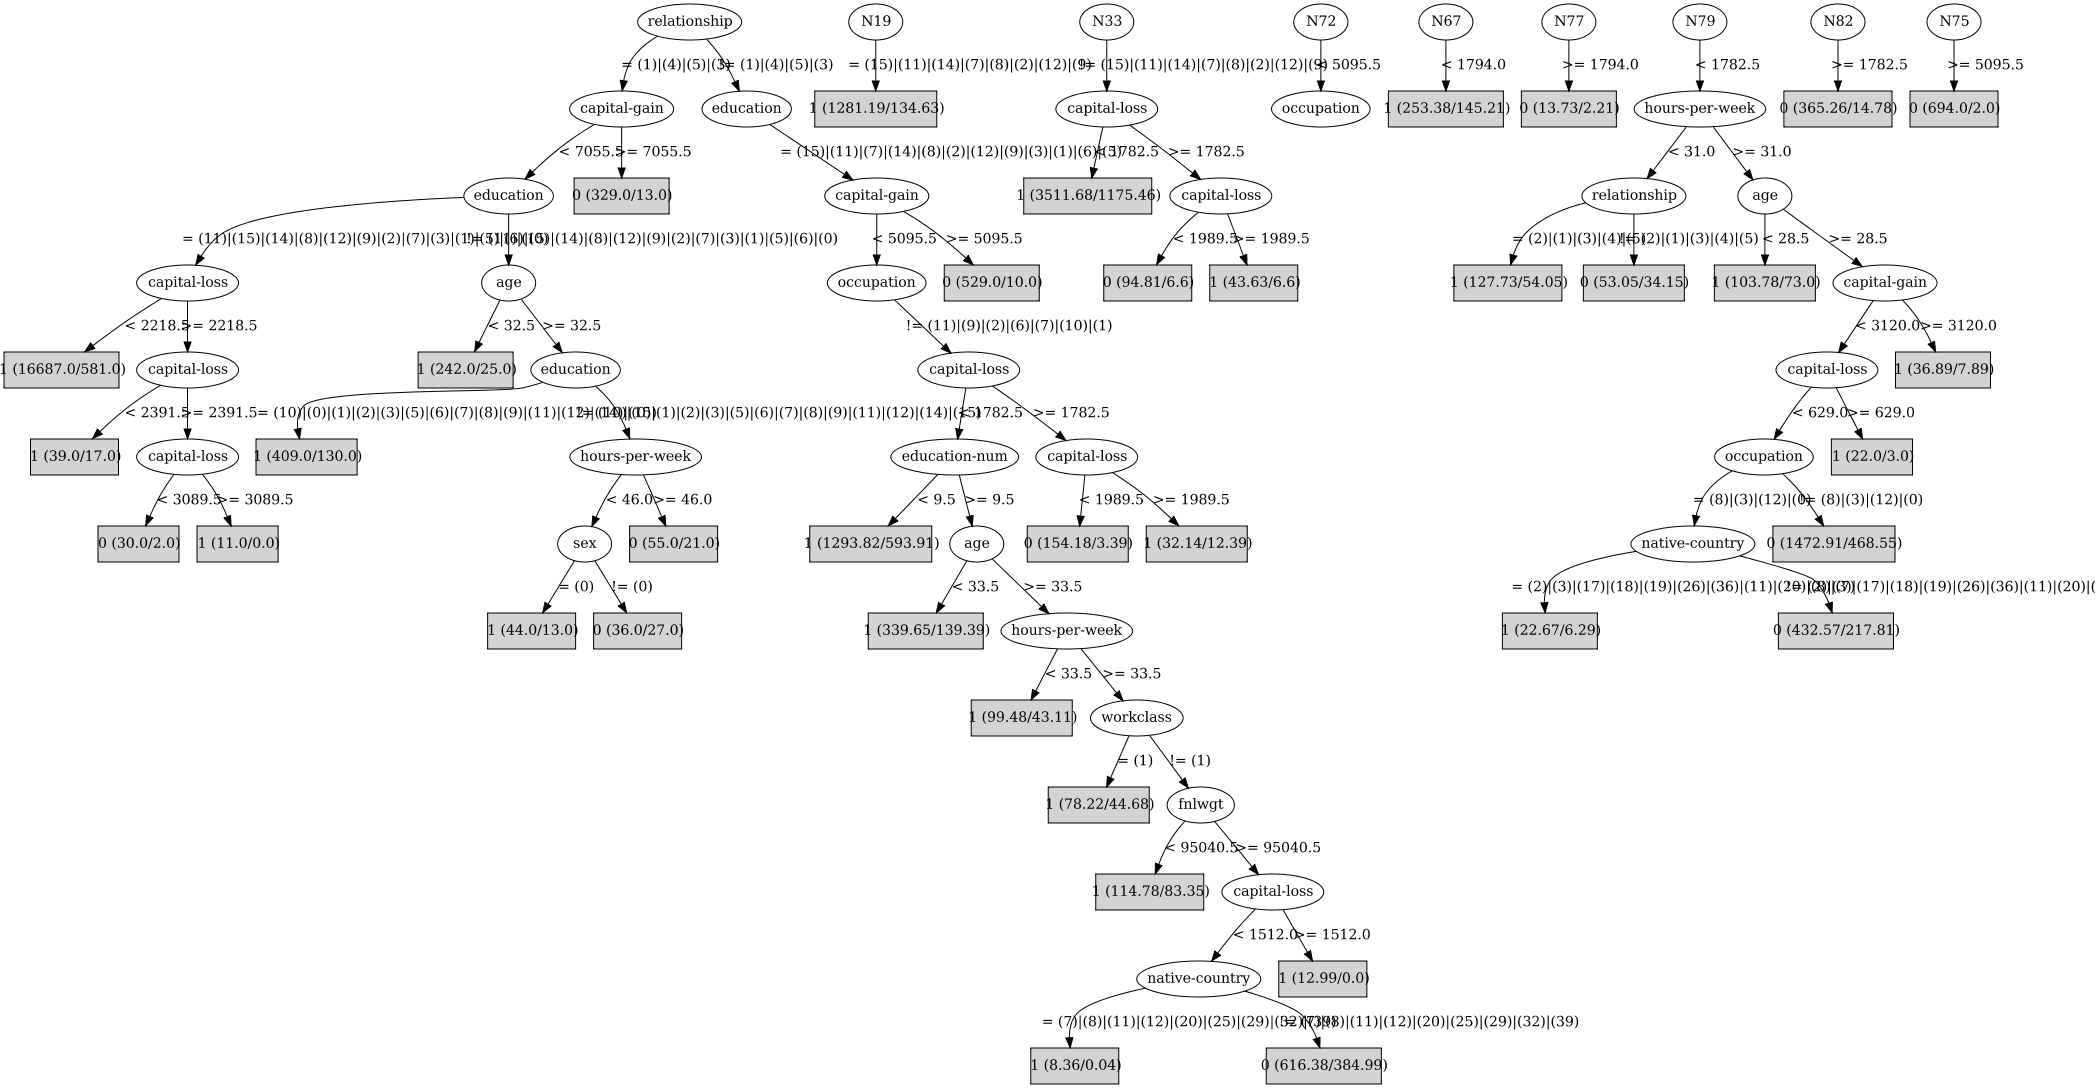 relationship
N19
N33
N72
N67
N77
N79
N82
N75
= (1)|(4)|(5)|(3)
!= (1)|(4)|(5)|(3)
= (15)|(11)|(14)|(7)|(8)|(2)|(12)|(9)
!= (15)|(11)|(14)|(7)|(8)|(2)|(12)|(9)
< 5095.5
< 1794.0
>= 1794.0
< 1782.5
>= 1782.5
>= 5095.5
capital-gain
education
1 (1281.19/134.63)
capital-loss
occupation
1 (253.38/145.21)
0 (13.73/2.21)
hours-per-week
0 (365.26/14.78)
0 (694.0/2.0)
< 7055.5
>= 7055.5
= (15)|(11)|(7)|(14)|(8)|(2)|(12)|(9)|(3)|(1)|(6)|(5)
< 1782.5
>= 1782.5
< 31.0
>= 31.0
education
0 (329.0/13.0)
capital-gain
1 (3511.68/1175.46)
capital-loss
relationship
age
= (11)|(15)|(14)|(8)|(12)|(9)|(2)|(7)|(3)|(1)|(5)|(6)|(0)
!= (11)|(15)|(14)|(8)|(12)|(9)|(2)|(7)|(3)|(1)|(5)|(6)|(0)
< 5095.5
>= 5095.5
< 1989.5
>= 1989.5
= (2)|(1)|(3)|(4)|(5)
!= (2)|(1)|(3)|(4)|(5)
< 28.5
>= 28.5
capital-loss
age
occupation
0 (529.0/10.0)
0 (94.81/6.6)
1 (43.63/6.6)
1 (127.73/54.05)
0 (53.05/34.15)
1 (103.78/73.0)
capital-gain
< 2218.5
>= 2218.5
< 32.5
>= 32.5
!= (11)|(9)|(2)|(6)|(7)|(10)|(1)
< 3120.0
>= 3120.0
1 (16687.0/581.0)
capital-loss
1 (242.0/25.0)
education
capital-loss
capital-loss
1 (36.89/7.89)
< 2391.5
>= 2391.5
= (10)|(0)|(1)|(2)|(3)|(5)|(6)|(7)|(8)|(9)|(11)|(12)|(14)|(15)
!= (10)|(0)|(1)|(2)|(3)|(5)|(6)|(7)|(8)|(9)|(11)|(12)|(14)|(15)
< 1782.5
>= 1782.5
< 629.0
>= 629.0
1 (39.0/17.0)
capital-loss
1 (409.0/130.0)
hours-per-week
education-num
capital-loss
occupation
1 (22.0/3.0)
< 3089.5
>= 3089.5
< 46.0
>= 46.0
< 9.5
>= 9.5
< 1989.5
>= 1989.5
= (8)|(3)|(12)|(0)
!= (8)|(3)|(12)|(0)
0 (30.0/2.0)
1 (11.0/0.0)
sex
0 (55.0/21.0)
1 (1293.82/593.91)
age
0 (154.18/3.39)
1 (32.14/12.39)
native-country
0 (1472.91/468.55)
= (0)
!= (0)
< 33.5
>= 33.5
= (2)|(3)|(17)|(18)|(19)|(26)|(36)|(11)|(20)|(28)|(37)
!= (2)|(3)|(17)|(18)|(19)|(26)|(36)|(11)|(20)|(
1 (44.0/13.0)
0 (36.0/27.0)
1 (339.65/139.39)
hours-per-week
1 (22.67/6.29)
0 (432.57/217.81)
< 33.5
>= 33.5
1 (99.48/43.11)
workclass
= (1)
!= (1)
1 (78.22/44.68)
fnlwgt
< 95040.5
>= 95040.5
1 (114.78/83.35)
capital-loss
< 1512.0
>= 1512.0
native-country
1 (12.99/0.0)
= (7)|(8)|(11)|(12)|(20)|(25)|(29)|(32)|(39)
!= (7)|(8)|(11)|(12)|(20)|(25)|(29)|(32)|(39)
1 (8.36/0.04)
0 (616.38/384.99)